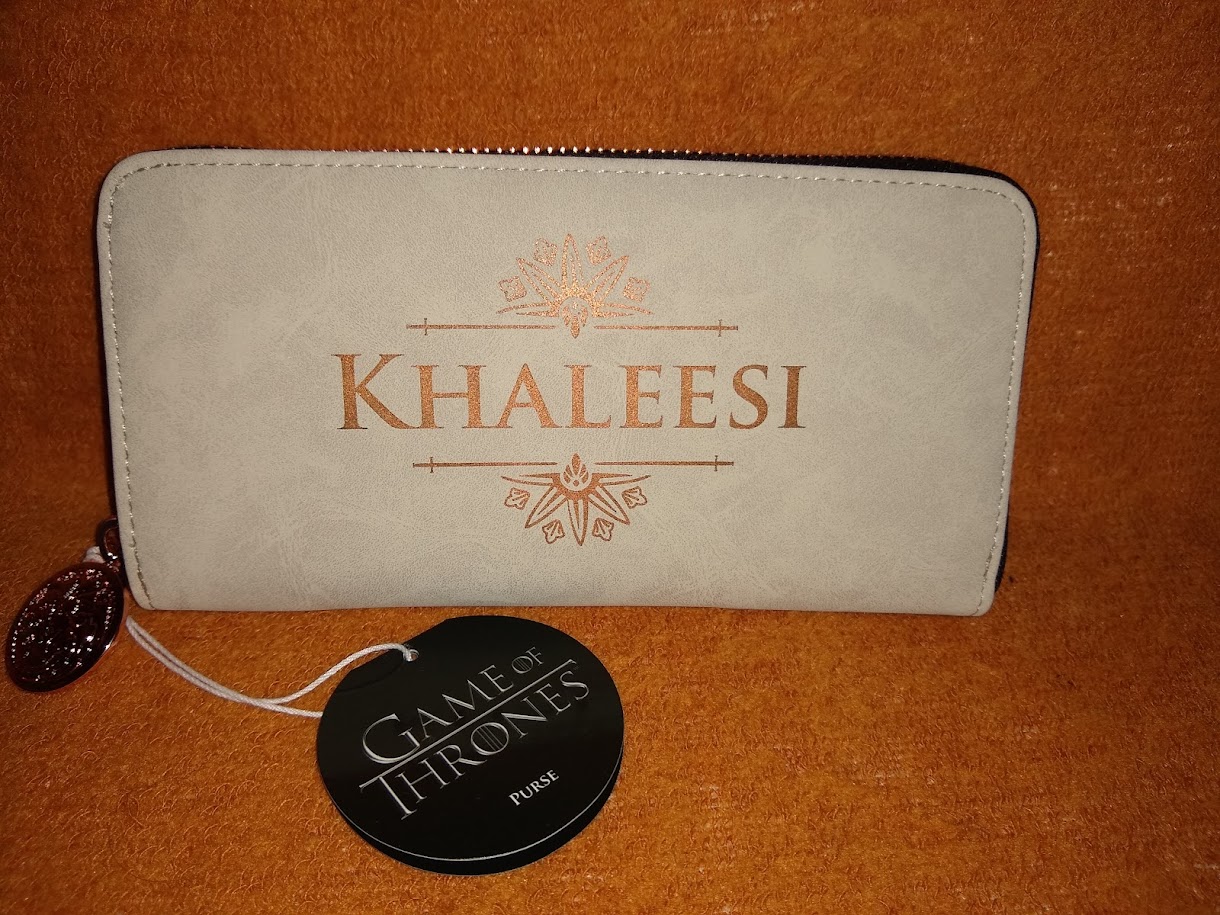 KHALEESI
GAME OF
THRONES
PURSE